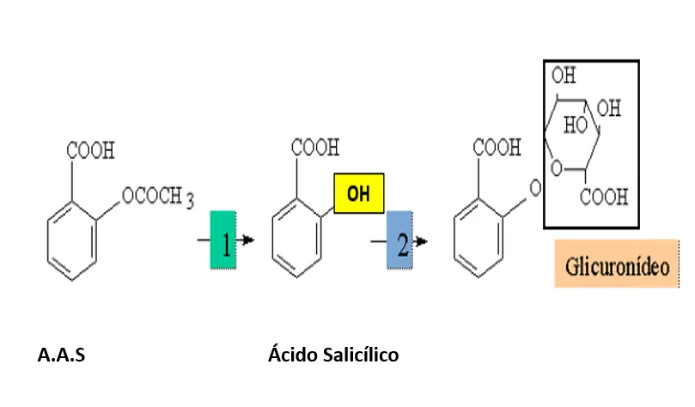 COOH
OCOCH3
1
COOH
OH
2
COOH
O
OH
OH
HO
O
COOH
Glicuronídeo
A.A.S
Ácido Salicílico